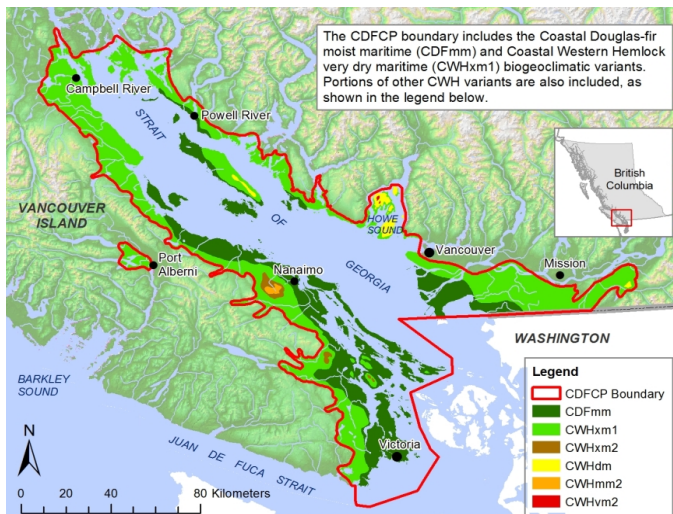 The CDFCP boundary includes the Coastal Douglas-fir
moist maritime (CDFmm) and Coastal Western Hemlock
very dry maritime (CWHxm1) biogeoclimatic variants.
Portions of other CWH variants are also included, as
shown in the legend below.
Campbell River
Powell River
STRAIT
OF
GEORGIA
British
Columbia
VANCOUVER
ISLAND
HOWE
SOUND
Vancouver
Port
Alberni
Nanaimo
Mission
WASHINGTON
BARKLEY
SOUND
JUAN DE FUCA STRAIT
Victoria
N
0 20 40 80 Kilometers
Legend
CDFCP Boundary
CDFmm
CWHxm1
CWHxm2
CWHdm
CWHmm2
CWHvm2